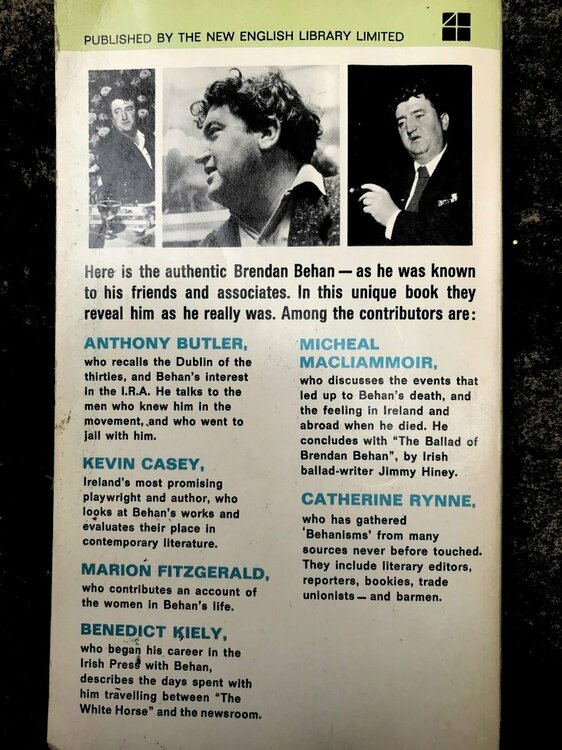 PUBLISHED BY THE NEW ENGLISH LIBRARY LIMITED
Here is the authentic Brendan Behan — as he was known
to his friends and associates. In this unique book they
reveal him as he really was. Among the contributors are:
ANTHONY BUTLER,
who recalls the Dublin of the
thirties, and Behan's interest
in the I.R.A. He talks to the
men who knew him in the
movement, and who went to
jail with him.
KEVIN CASEY,
Ireland's most promising
playwright and author, who
looks at Behan's works and
evaluates their place in
contemporary literature.
MARION FITZGERALD,
who contributes an account of
the women in Behan's life.
BENEDICT KIELY,
who began his career in the
Irish Press with Behan,
describes the days spent with
him travelling between "The
White Horse" and the newsroom.
MICHEAL
MACLIAMMOIR,
who discusses the events that
led up to Behan's death, and
the feeling in Ireland and
abroad when he died. He
concludes with "The Ballad of
Brendan Behan", by Irish
ballad-writer Jimmy Hiney.
CATHERINE RYNNE,
who has gathered
'Behanisms' from many
sources never before touched.
They include literary editors,
reporters, bookies, trade
unionists — and barmen.